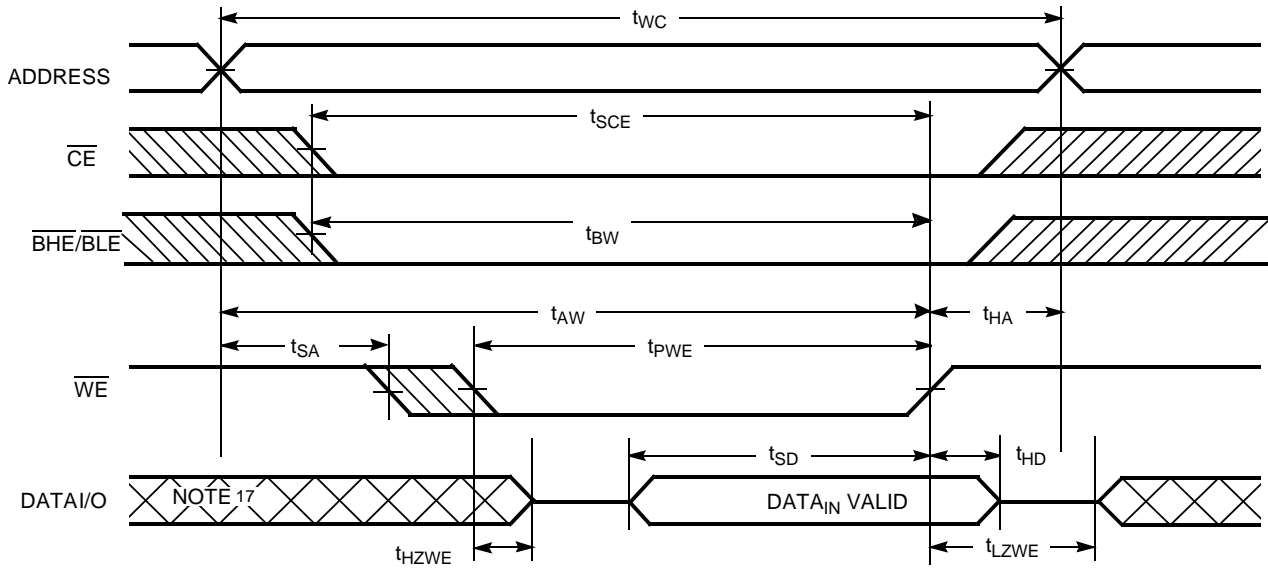 tWC
ADDRESS
tSCE
CE
BHE/BLE
tBW
tAW
tHA
tSA
tPWE
WE
tSD
tHD
DATAI/O
NOTE 17
DATAIN VALID
tHZWE
tLZWE